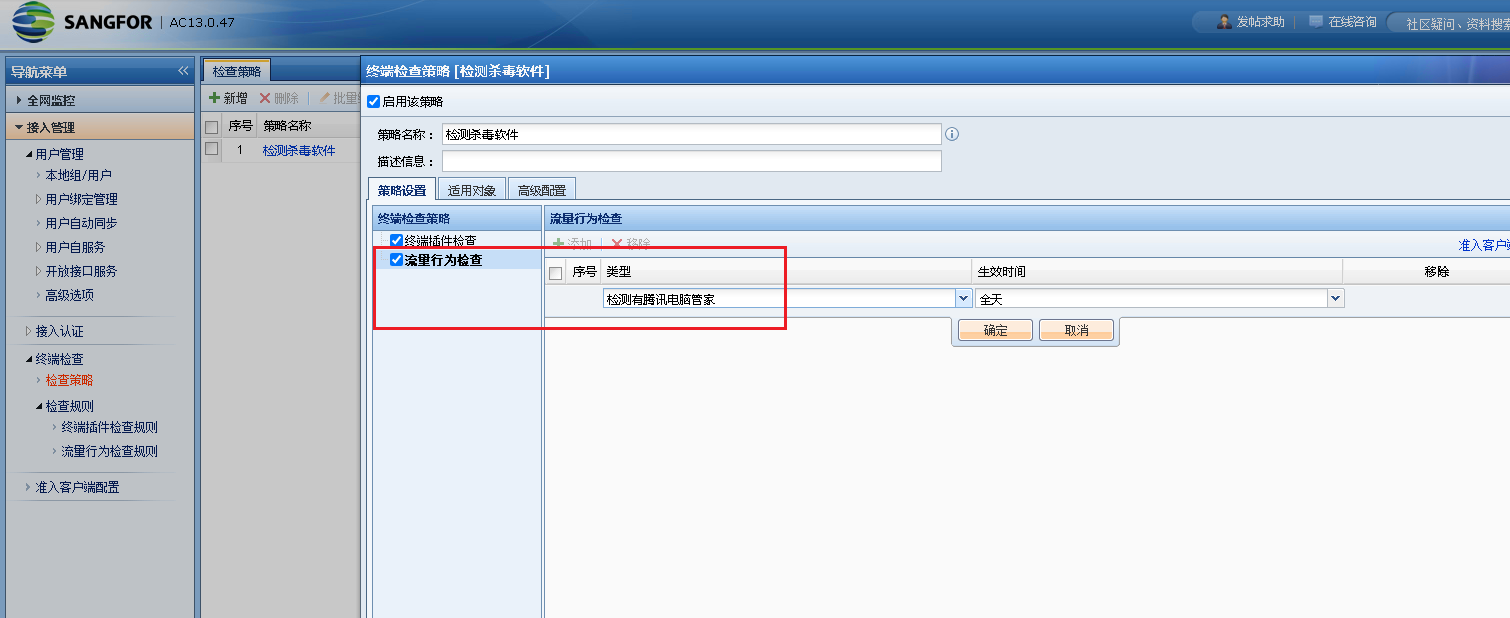 SANGFOR | AC13.0.47
发帖求助
在线咨询
社区疑问、资料搜
导航菜单
全网监控
接入管理
用户管理
本地组/用户
用户绑定管理
用户自动同步
用户自服务
开放接口服务
高级选项
接入认证
终端检查
检查策略
检查规则
终端插件检查规则
流量行为检查规则
准入客户端配置
检查策略
新增 删除 批量
序号 策略名称
1 检测杀毒软件
终端检查策略 [检测杀毒软件]
启用该策略
策略名称： 检测杀毒软件
描述信息：
策略设置 适用对象 高级配置
终端检查策略
终端插件检查
流量行为检查
流量行为检查
添加 移除
准入客户
序号 类型 生效时间 移除
检测有腾讯电脑管家 全天
确定 取消